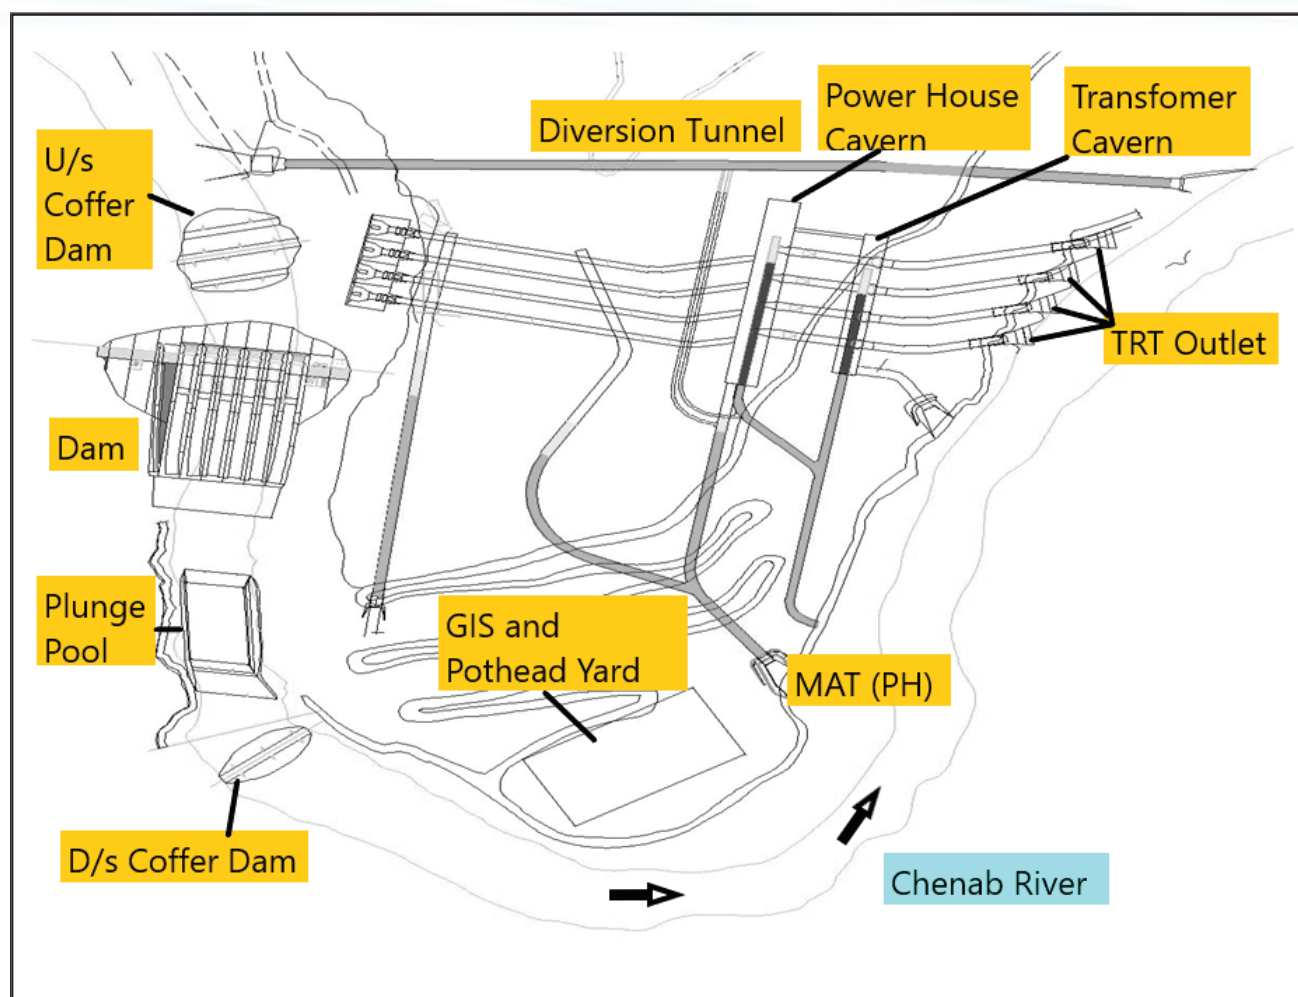 Diversion Tunnel
Power House
Cavern
Transfomer
Cavern
U/s
Coffer
Dam
TRT Outlet
Dam
Plunge
Pool
GIS and
Pothead Yard
MAT (PH)
D/s Coffer Dam
Chenab River